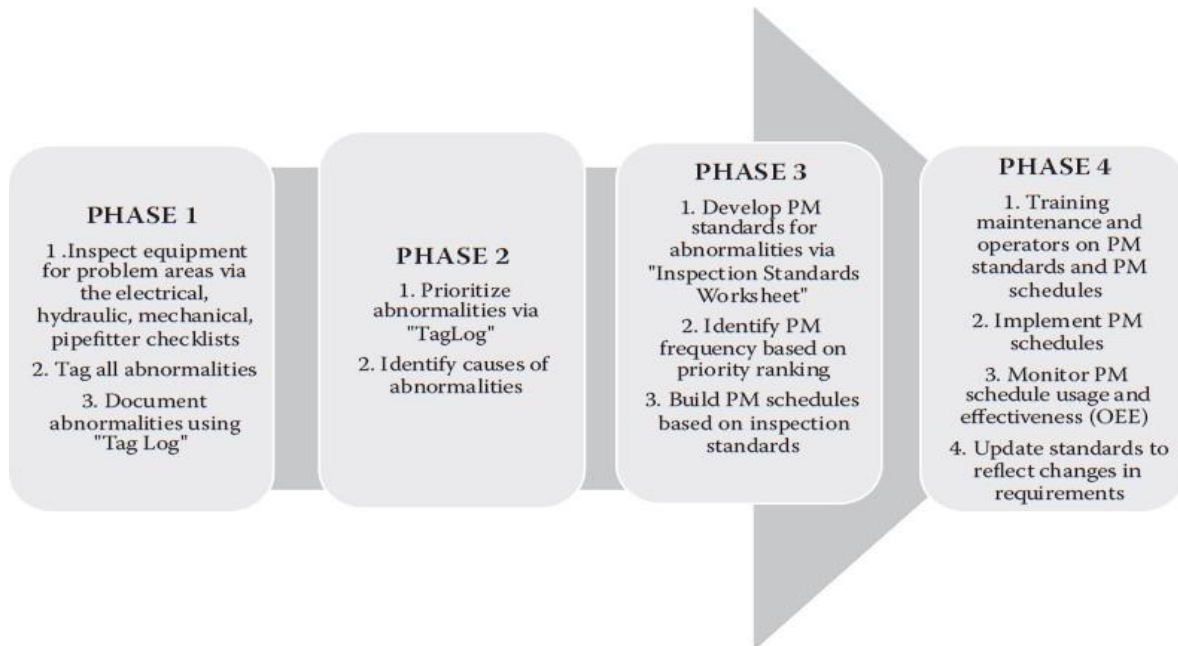 PHASE 1
1 .Inspect equipment
for problem areas via
the electrical,
hydraulic, mechanical,
pipefitter checklists
2. Tag all abnormalities
3. Document
abnormalities using
"Tag Log"
PHASE 2
1. Prioritize
abnormalities via
"TagLog"
2. Identify causes of
abnormalities
PHASE 3
1. Develop PM
standards for
abnormalities via
"Inspection Standards
Worksheet"
2. Identify PM
frequency based on
priority ranking
3. Build PM schedules
based on inspection
standards
PHASE 4
1. Training
maintenance and
operators on PM
standards and PM
schedules
2. Implement PM
schedules
3. Monitor PM
schedule usage and
effectiveness (OEE)
4. Update standards to
reflect changes in
requirements